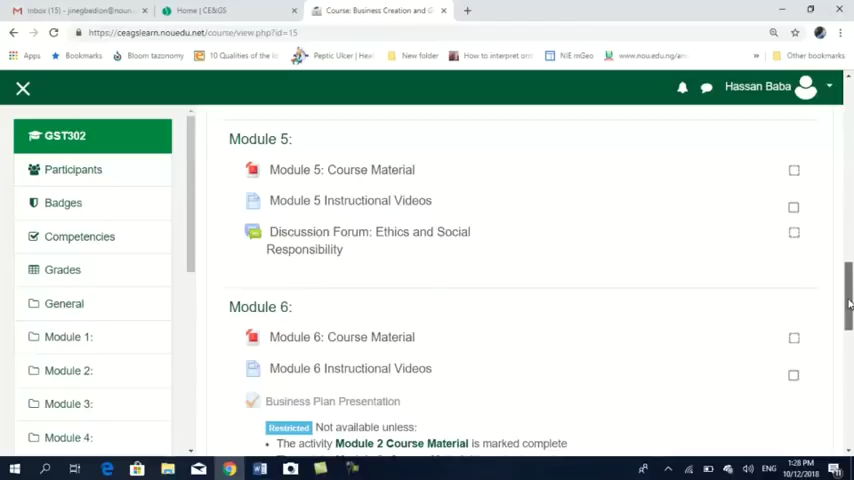 Inbox (15) - jinegbedion@noun.
Home | CE&GS
Course: Business Creation and G
https://ceagslearn.nouedu.net/course/view.php?id=15
Apps
Bookmarks
Bloom taxonomy
10 Qualities of the Id
Peptic Ulcer | Heal
New folder
How to interpret
NIE mGeo
www.nou.edu.ng/
»
Other bookmarks
Hassan Baba
GST302
Participants
Badges
Competencies
Grades
General
Module 1:
Module 2:
Module 3:
Module 4:
Module 5:
Module 5: Course Material
Module 5 Instructional Videos
Discussion Forum: Ethics and Social
Responsibility
Module 6:
Module 6: Course Material
Module 6 Instructional Videos
Business Plan Presentation
Restricted Not available unless:
• The activity Module 2 Course Material is marked complete
ENG
1:28 PM
10/12/2018